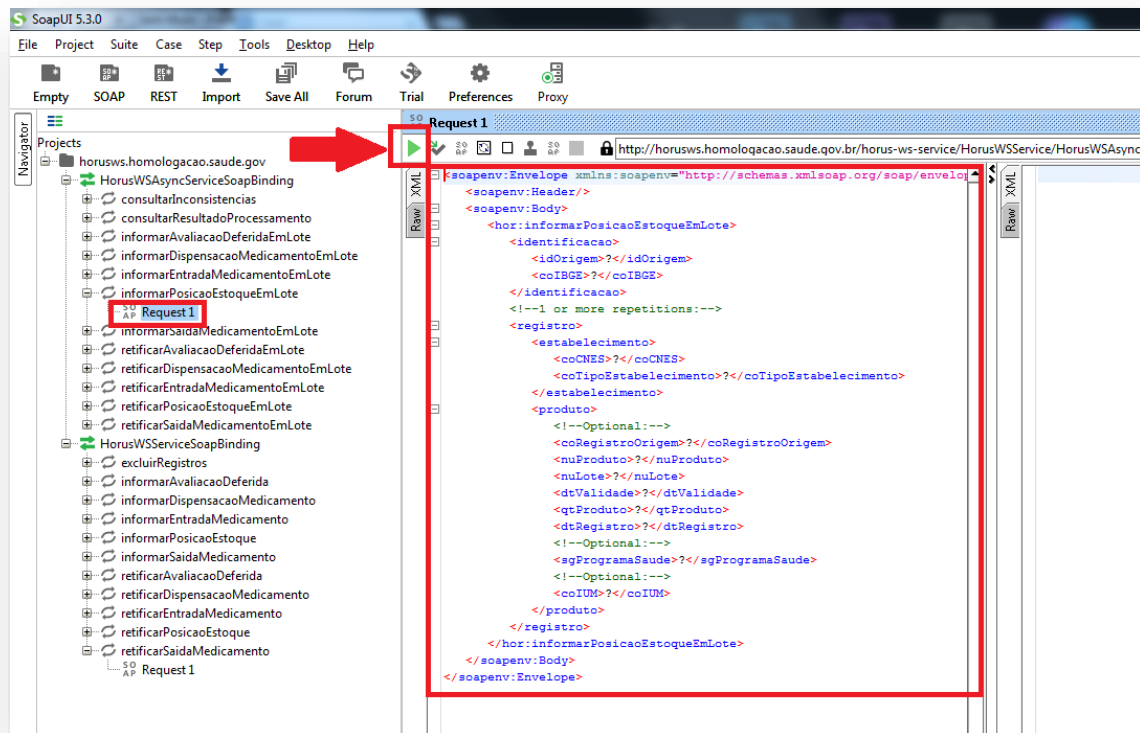 SoapUI 5.3.0
File Project Suite Case Step Tools Desktop Help
Empty SOAP REST Import Save All Forum Trial Preferences Proxy
Navigator
Projects
horusws.homologacao.saude.gov
HorusWSAsyncServiceSoapBinding
consultarInconsistencias
consultarResultadoProcessamento
informarAvaliacaoDeferidaEmLote
informarDispensacaoMedicamentoEmLote
informarEntradaMedicamentoEmLote
informarPosicaoEstoqueEmLote
SOAP Request 1
informarSaidaMedicamentoEmLote
retificarAvaliacaoDeferidaEmLote
retificarDispensacaoMedicamentoEmLote
retificarEntradaMedicamentoEmLote
retificarPosicaoEstoqueEmLote
retificarSaidaMedicamentoEmLote
HorusWSServiceSoapBinding
excluirRegistros
informarAvaliacaoDeferida
informarDispensacaoMedicamento
informarEntradaMedicamento
informarPosicaoEstoque
informarSaidaMedicamento
retificarAvaliacaoDeferida
retificarDispensacaoMedicamento
retificarEntradaMedicamento
retificarPosicaoEstoque
retificarSaidaMedicamento
SOAP Request 1
Request 1
http://horusws.homologacao.saude.gov.br/horus-ws-service/HorusWSService/HorusWSAsync
XML
Raw
<soapenv:Envelope xmlns:soapenv="http://schemas.xmlsoap.org/soap/envelop
<soapenv:Header/>
<soapenv:Body>
<hor:informarPosicaoEstoqueEmLote>
<identificacao>
<idOrigem>?</idOrigem>
<coIBGE>?</coIBGE>
</identificacao>
<!--1 or more repetitions:-->
<registro>
<estabelecimento>
<coCNES>?</coCNES>
<coTipoEstabelecimento>?</coTipoEstabelecimento>
</estabelecimento>
<produto>
<!--Optional:-->
<coRegistroOrigem>?</coRegistroOrigem>
<nuProduto>?</nuProduto>
<nuLote>?</nuLote>
<dtValidade>?</dtValidade>
<qtProduto>?</qtProduto>
<dtRegistro>?</dtRegistro>
<!--Optional:-->
<sgProgramaSaude>?</sgProgramaSaude>
<!--Optional:-->
<coIUM>?</coIUM>
</produto>
</registro>
</hor:informarPosicaoEstoqueEmLote>
</soapenv:Body>
</soapenv:Envelope>
XML
Raw